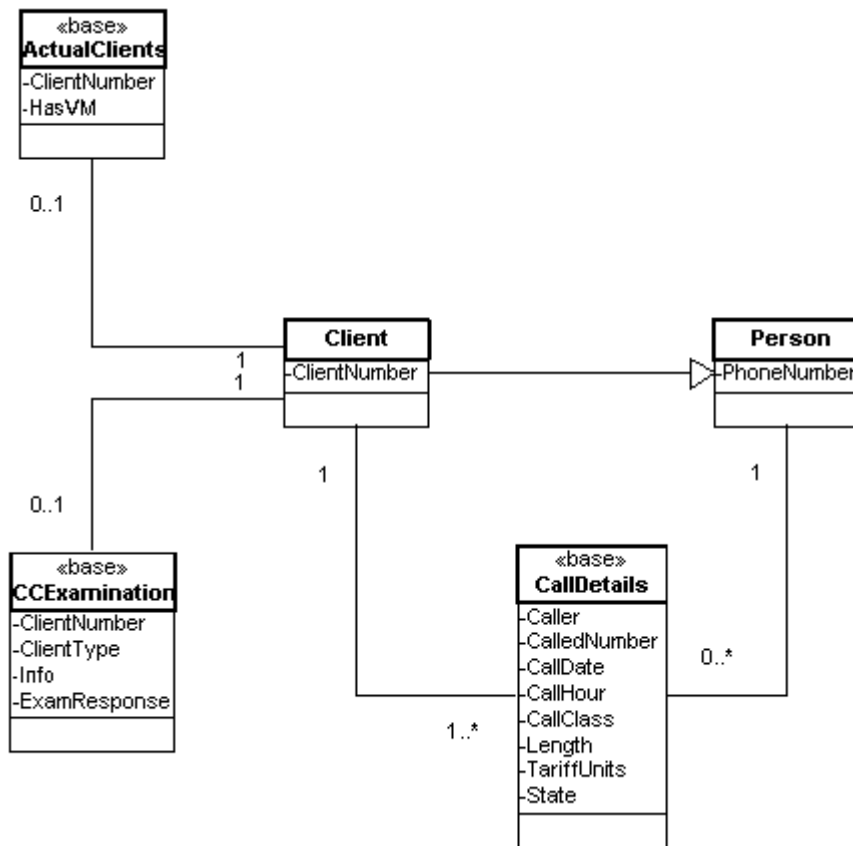 «base»
ActualClients
-ClientNumber
-HasVM
0..1
1
1
Client
-ClientNumber
Person
-PhoneNumber
1
1
0..1
«base»
CCExamination
-ClientNumber
-ClientType
-Info
-ExamResponse
«base»
CallDetails
-Caller
-CalledNumber
-CallDate
-CallHour
-CallClass
-Length
-TariffUnits
-State
0..*
1..*